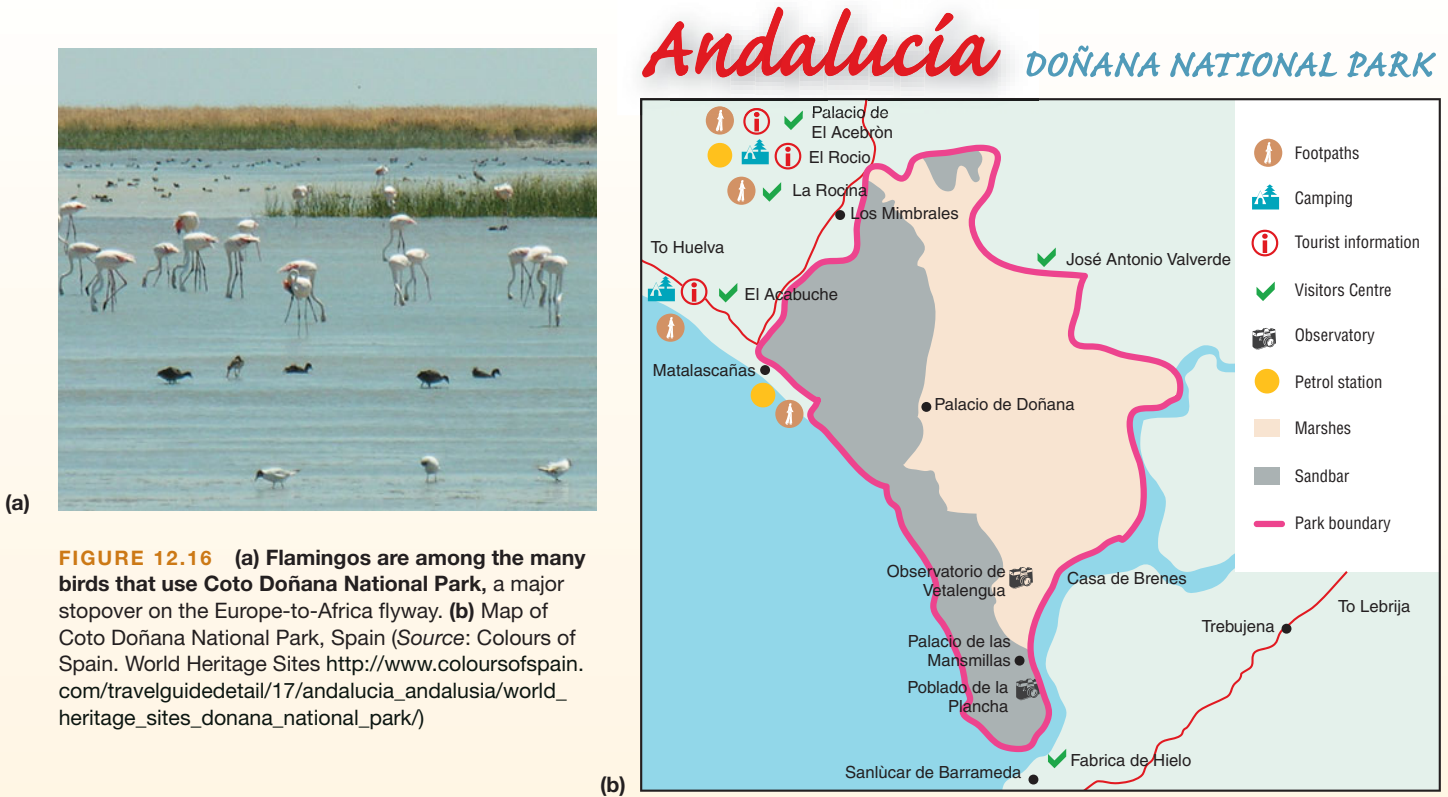 (a)
FIGURE 12.16 (a) Flamingos are among the many
birds that use Coto Doñana National Park, a major
stopover on the Europe-to-Africa flyway. (b) Map of
Coto Doñana National Park, Spain (Source: Colours of
Spain. World Heritage Sites http://www.coloursofspain.
com/travelguidedetail/17/andalucia_andalusia/world_
heritage_sites_donana_national_park/)
Andalucía DOÑANA NATIONAL PARK
Palacio de
El Acebròn
El Rocio
La Rocina
Los Mimbrales
To Huelva
José Antonio Valverde
El Acabuche
Matalascañas
Palacio de Doñana
Observatorio de
Vetalengua
Casa de Brenes
To Lebrija
Trebujena
Palacio de las
Mansmillas
Poblado de la
Plancha
Fabrica de Hielo
Sanlùcar de Barrameda
Footpaths
Camping
Tourist information
Visitors Centre
Observatory
Petrol station
Marshes
Sandbar
Park boundary
(b)